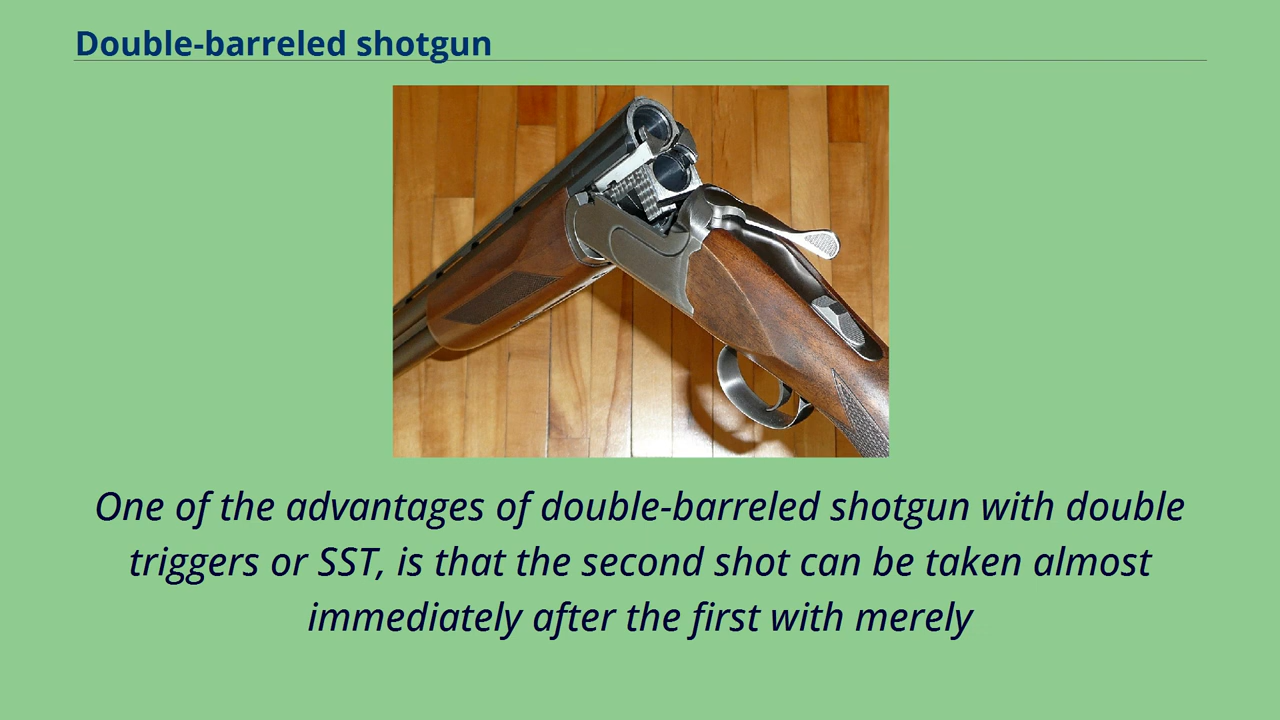 Double-barreled shotgun
One of the advantages of double-barreled shotgun with double
triggers or SST, is that the second shot can be taken almost
immediately after the first with merely